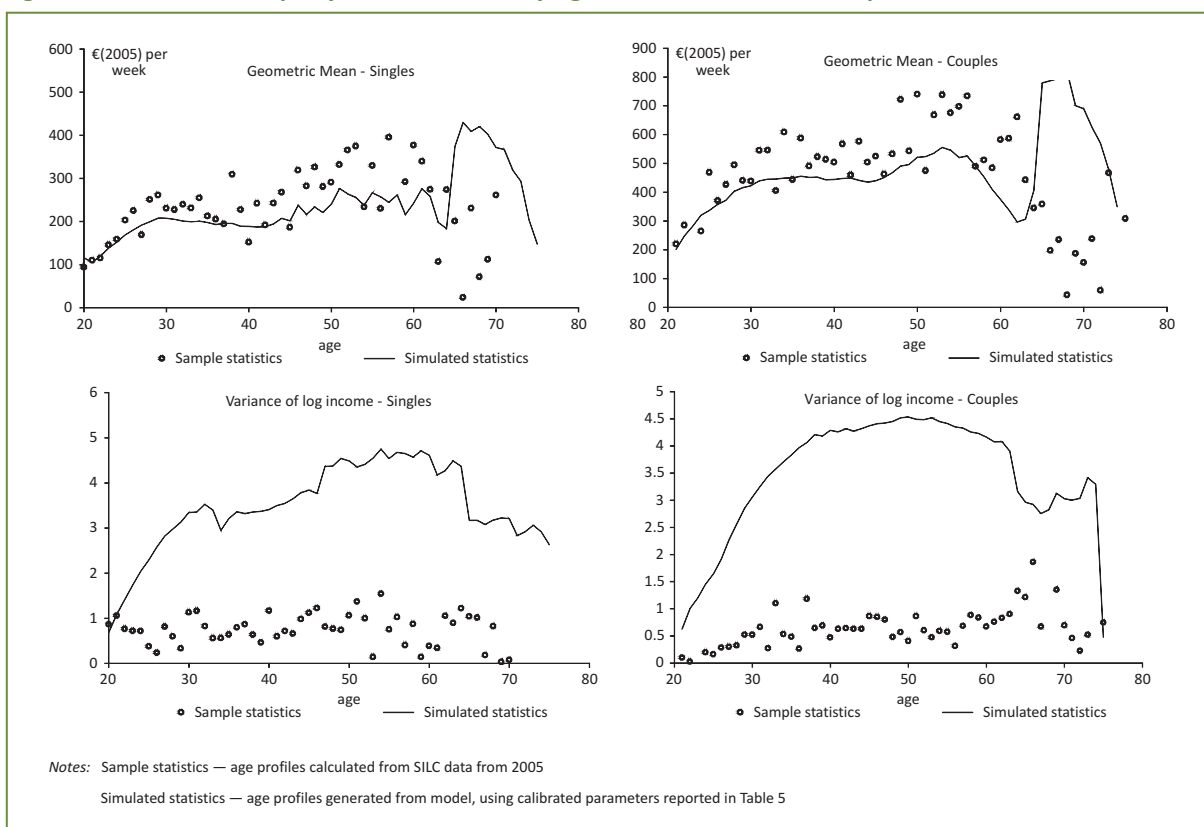 €(2005) per
week
Geometric Mean - Singles
600
500
400
300
200
100
0
20 30 40 50 60 70 80
age
Sample statistics Simulated statistics
€(2005) per
week
Geometric Mean - Couples
900
800
700
600
500
400
300
200
100
0
80 20 30 40 50 60 70 80
age
Sample statistics Simulated statistics
Variance of log income - Singles
6
5
4
3
2
1
0
20 30 40 50 60 70 80
age
Sample statistics Simulated statistics
Variance of log income - Couples
5
4.5
4
3.5
3
2.5
2
1.5
1
0.5
0
20 30 40 50 60 70 80
age
Sample statistics Simulated statistics
Notes: Sample statistics — age profiles calculated from SILC data from 2005
Simulated statistics — age profiles generated from model, using calibrated parameters reported in Table 5